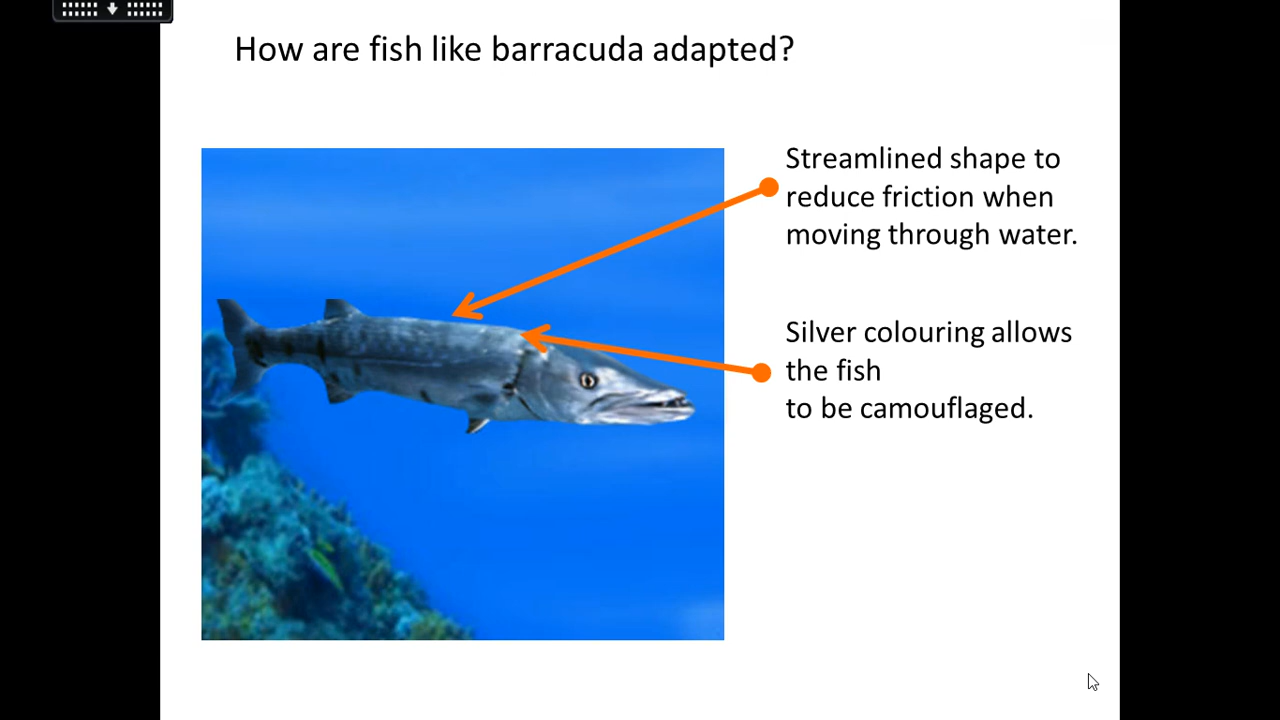 How are fish like barracuda adapted?
Streamlined shape to
reduce friction when
moving through water.
Silver colouring allows
the fish
to be camouflaged.